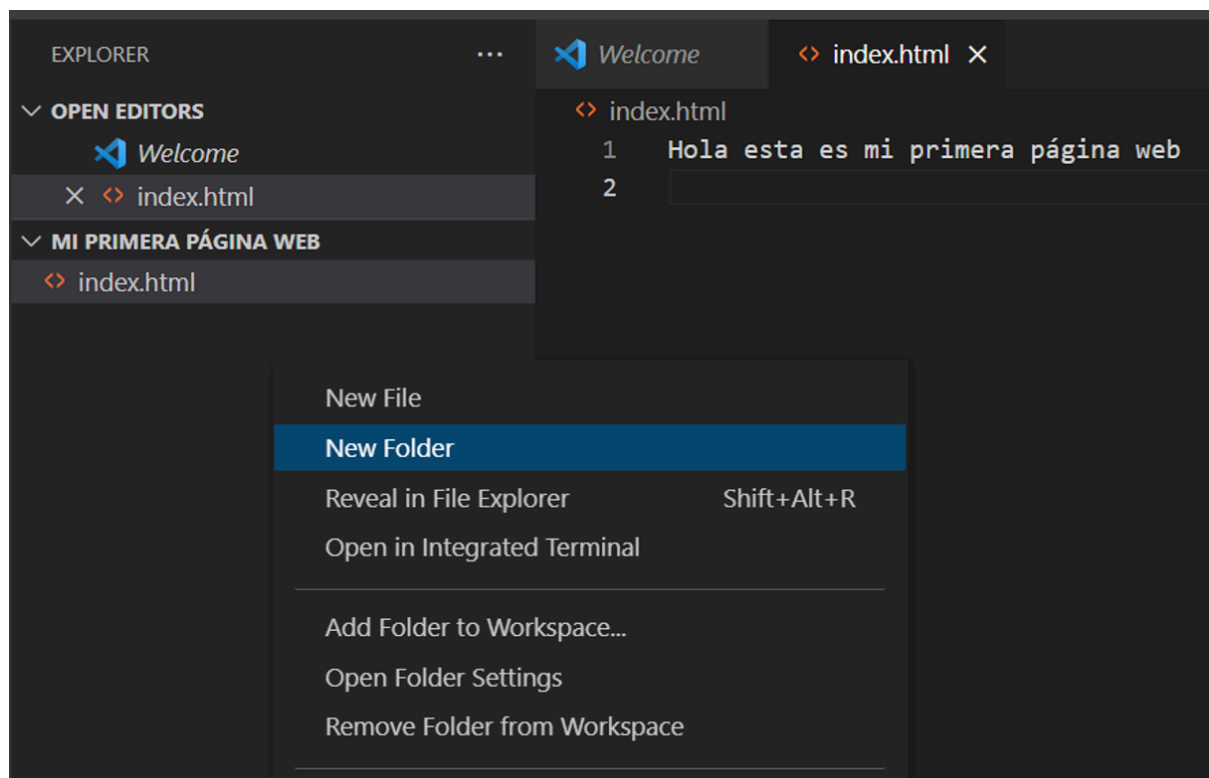 EXPLORER ...
OPEN EDITORS
Welcome
index.html
MI PRIMERA PÁGINA WEB
index.html
Welcome
index.html
index.html
1 Hola esta es mi primera página web
2
New File
New Folder
Reveal in File Explorer Shift+Alt+R
Open in Integrated Terminal
Add Folder to Workspace...
Open Folder Settings
Remove Folder from Workspace